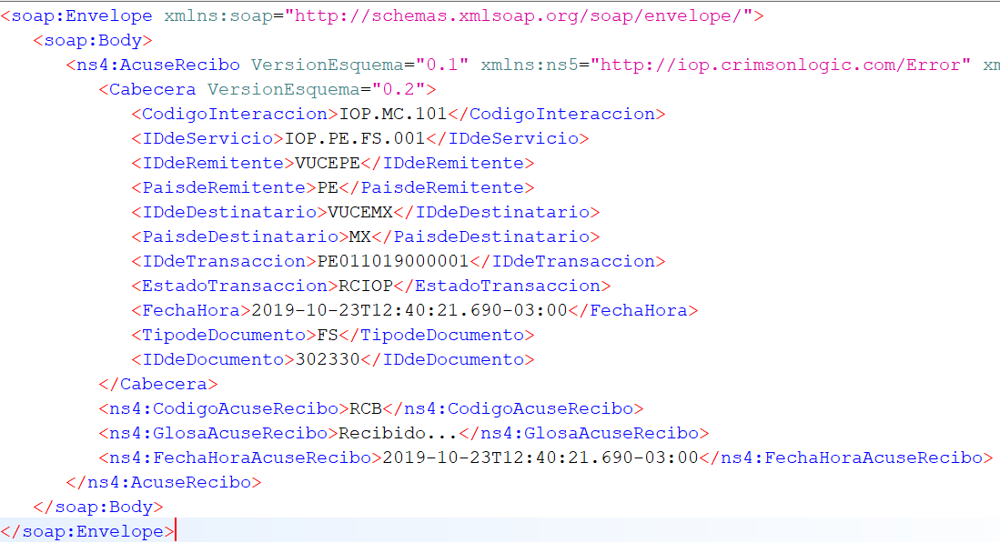 <soap:Envelope xmlns:soap="http://schemas.xmlsoap.org/soap/envelope/">
<soap:Body>
<ns4:AcuseRecibo VersionEsquema="0.1" xmlns:ns5="http://iop.crimsonlogic.com/Error" xm
<Cabecera VersionEsquema="0.2">
<CodigoInteraccion>IOP.MC.101</CodigoInteraccion>
<IDdeServicio>IOP.PE.FS.001</IDdeServicio>
<IDdeRemitente>VUCEPE</IDdeRemitente>
<PaisdeRemitente>PE</PaisdeRemitente>
<IDdeDestinatario>VUCEMX</IDdeDestinatario>
<PaisdeDestinatario>MX</PaisdeDestinatario>
<IDdeTransaccion>PE011019000001</IDdeTransaccion>
<EstadoTransaccion>RCIOP</EstadoTransaccion>
<FechaHora>2019-10-23T12:40:21.690-03:00</FechaHora>
<TipodeDocumento>FS</TipodeDocumento>
<IDdeDocumento>302330</IDdeDocumento>
</Cabecera>
<ns4:CodigoAcuseRecibo>RCB</ns4:CodigoAcuseRecibo>
<ns4:GlosaAcuseRecibo>Recibido...</ns4:GlosaAcuseRecibo>
<ns4:FechaHoraAcuseRecibo>2019-10-23T12:40:21.690-03:00</ns4:FechaHoraAcuseRecibo>
</ns4:AcuseRecibo>
</soap:Body>
</soap:Envelope>